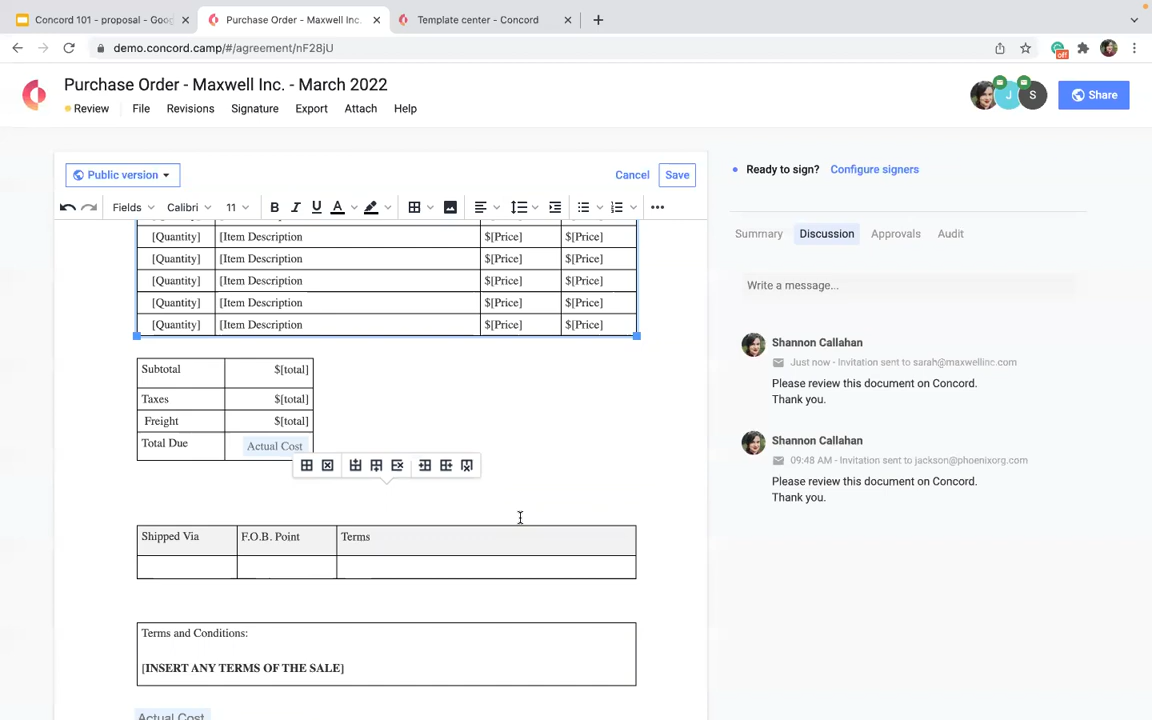 Concord 101 - proposal - Goog
Purchase Order - Maxwell Inc.
Template center - Concord
demo.concord.camp/#/agreement/nF28jU
off
Purchase Order - Maxwell Inc. - March 2022
Review File Revisions Signature Export Attach Help
J S
Share
Public version
Cancel Save
Fields Calibri 11 B I U A
[Quantity] [Item Description $[Price] $[Price]
[Quantity] [Item Description $[Price] $[Price]
[Quantity] [Item Description $[Price] $[Price]
[Quantity] [Item Description $[Price] $[Price]
[Quantity] [Item Description $[Price] $[Price]
Subtotal $[total]
Taxes $[total]
Freight $[total]
Total Due Actual Cost
Shipped Via F.O.B. Point Terms
Terms and Conditions:
[INSERT ANY TERMS OF THE SALE]
Actual Cost
Ready to sign? Configure signers
Summary Discussion Approvals Audit
Write a message...
Shannon Callahan
Just now - Invitation sent to sarah@maxwellinc.com
Please review this document on Concord.
Thank you.
Shannon Callahan
09:48 AM - Invitation sent to jackson@phoenixorg.com
Please review this document on Concord.
Thank you.